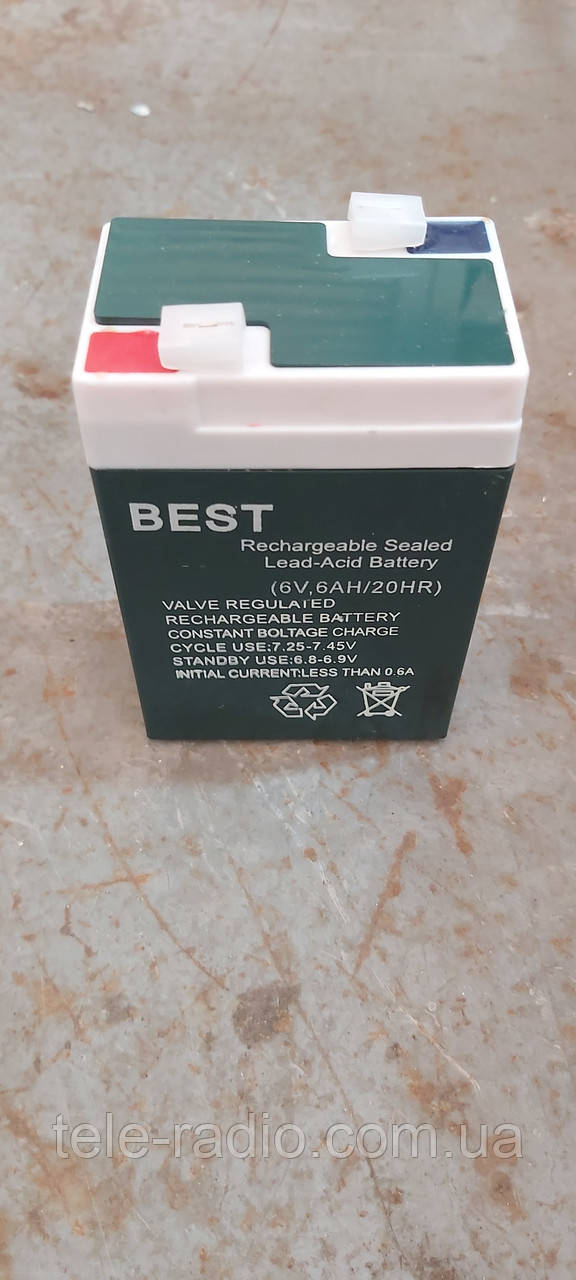 BEST
Rechargeable Sealed
Lead-Acid Battery
(6V,6AH/20HR)
VALVE REGULATED
RECHARGEABLE BATTERY
CONSTANT BOLTAGE CHARGE
CYCLE USE:7.25-7.45V
STANDBY USE:6.8-6.9V
INITIAL CURRENT:LESS THAN 0.6A
tele-radio.com.ua